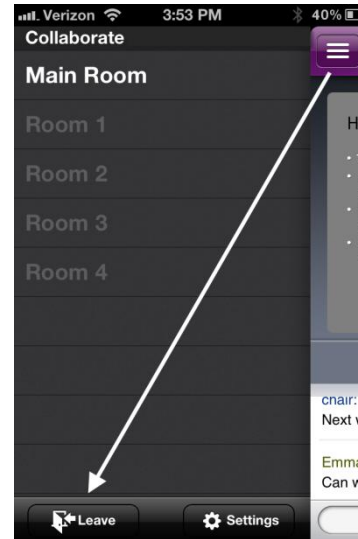 Verizon 3:53 PM 40%
Collaborate
Main Room
Room 1
Room 2
Room 3
Room 4
H
chair:
Next
Emma
Can
Leave
Settings